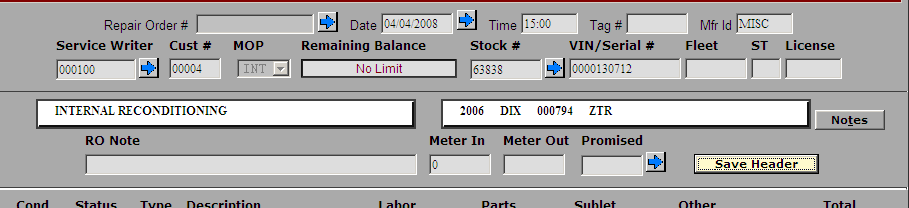 Repair Order # Date 04/04/2008 Time 15:00 Tag # Mfr Id MISC
Service Writer Cust # MOP Remaining Balance Stock # VIN/Serial # Fleet ST License
000100 00004 INT No Limit 63838 0000130712
INTERNAL RECONDITIONING 2006 DIX 000794 ZTR
Notes
RO Note Meter In Meter Out Promised
0 Save Header
Cond Status Type Description Labor Parts Sublet Other Total